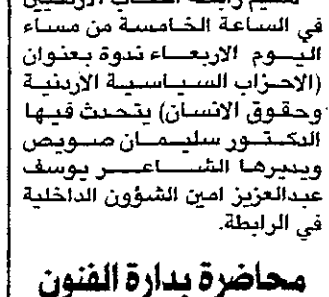 رابطة الكتاب الاردنيين
في الساعة الخامسة من مساء
اليوم الاربعاء ندوة بعنوان
(الاحزاب السياسية الاردنية
وحقوق الانسان) يتحدث فيها
الدكتور سليمان صويص
ويديرها الشاعر يوسف
عبدالعزيز امين الشؤون الداخلية
في الرابطة.
محاضرة بدارة الفنون